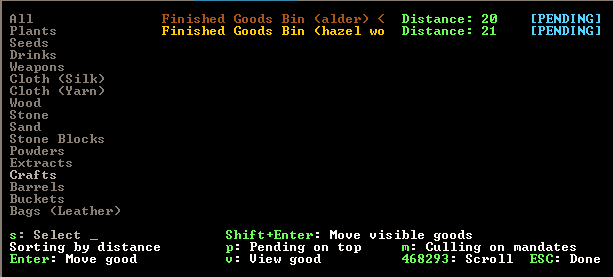 All Finished Goods Bin (alder) < Distance: 20 [PENDING]
Plants Finished Goods Bin (hazel wo Distance: 21 [PENDING]
Seeds
Drinks
Weapons
Cloth (Silk)
Cloth (Yarn)
Wood
Stone
Sand
Stone Blocks
Powders
Extracts
Crafts
Barrels
Buckets
Bags (Leather)
s: Select _ Shift+Enter: Move visible goods
Sorting by distance p: Pending on top m: Culling on mandates
Enter: Move good v: View good 468293: Scroll ESC: Done